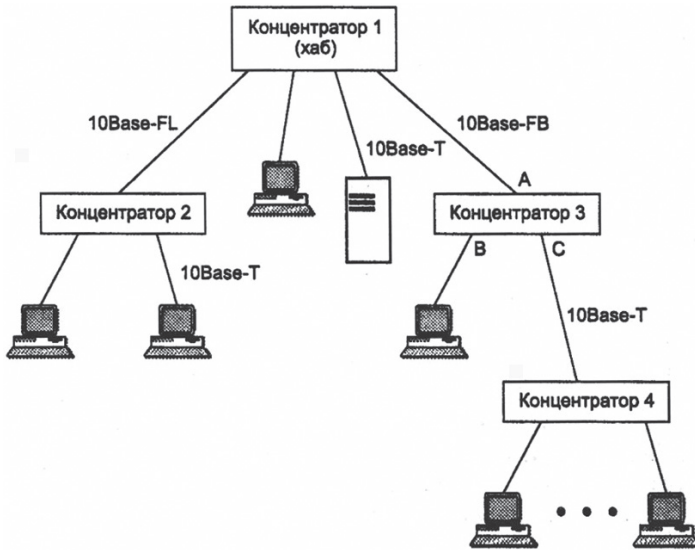 Концентратор 1
(хаб)
10Base-FL
10Base-FB
10Base-T
A
Концентратор 2
Концентратор 3
B
C
10Base-T
10Base-T
Концентратор 4